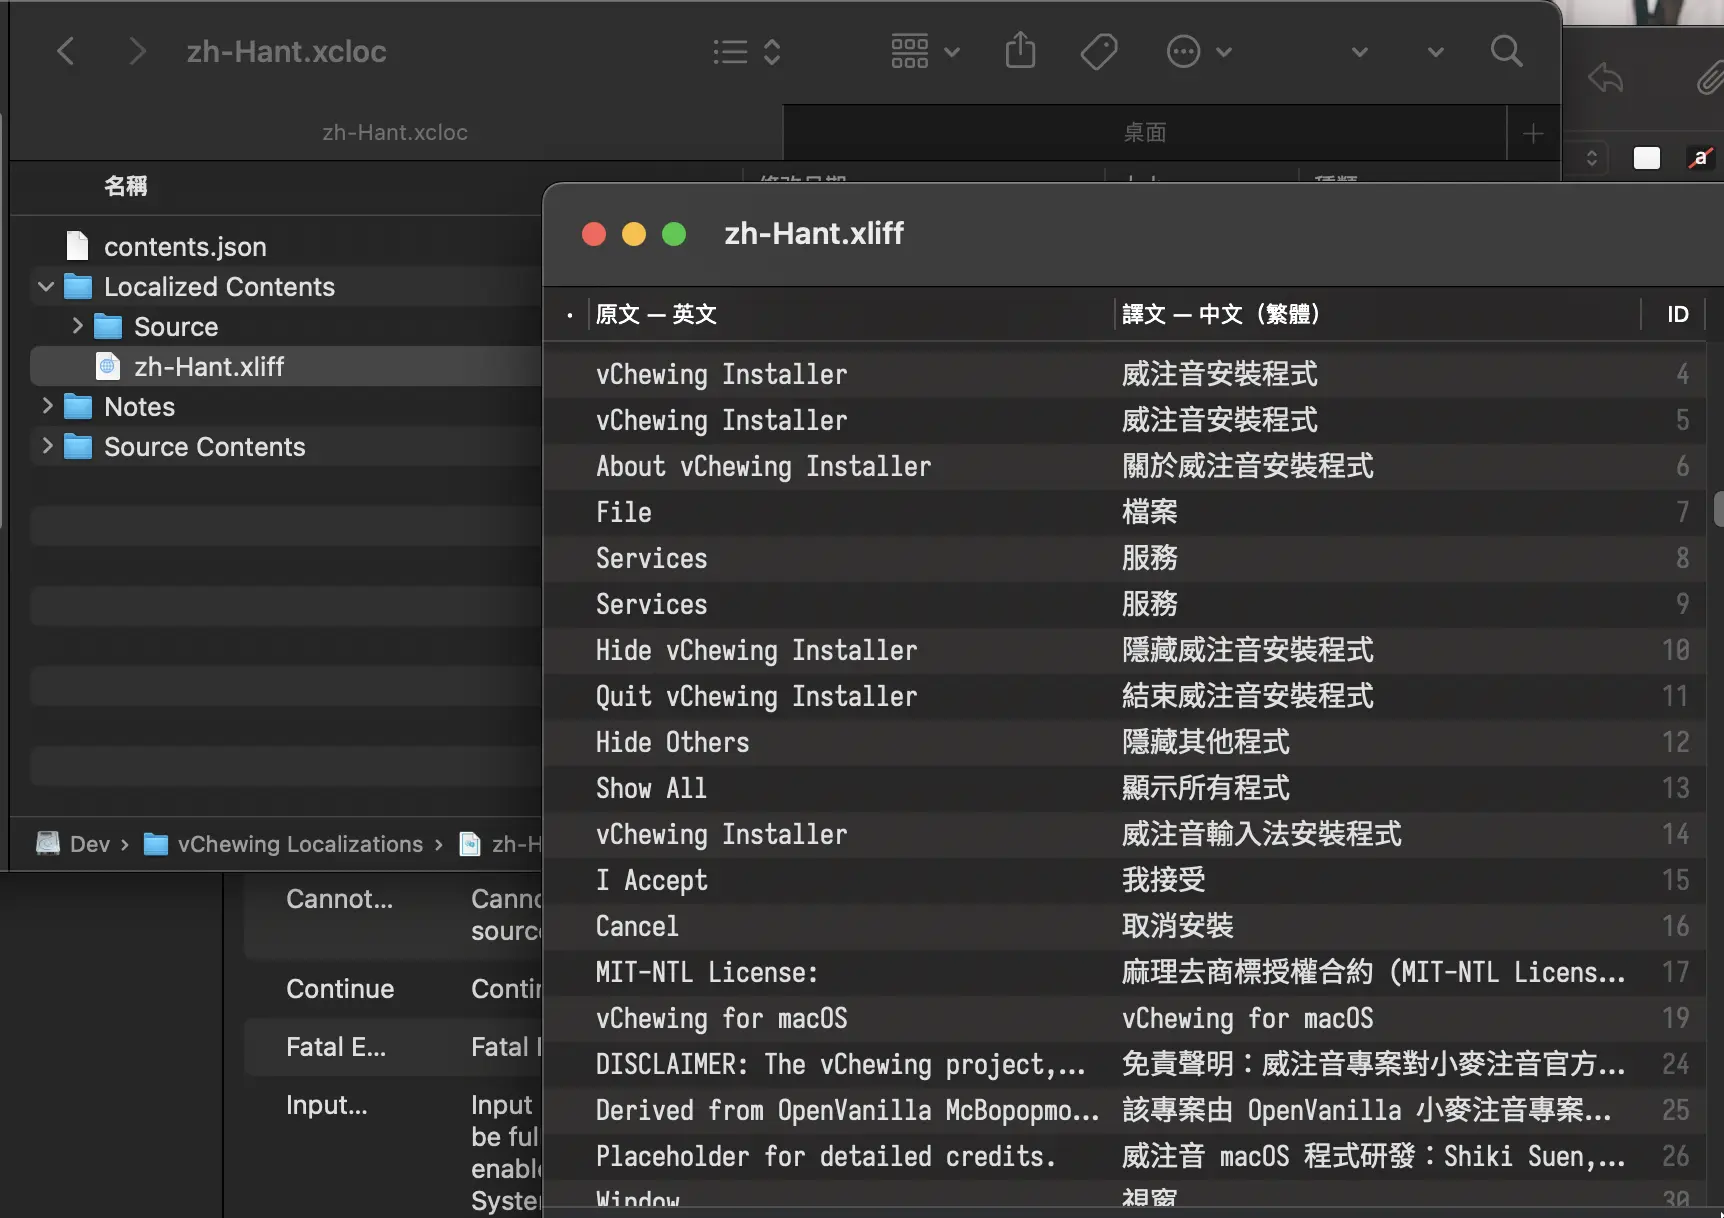 zh-Hant.xcloc
zh-Hant.xcloc
桌面
名稱
修改日期
種類
contents.json
Localized Contents
Source
zh-Hant.xliff
Notes
Source Contents
Dev › vChewing Localizations › zh-H
Cannot...
Canno
source
Continue
Contin
Fatal E...
Fatal
Input...
Input
be ful
enable
System
zh-Hant.xliff
原文 — 英文 譯文 — 中文（繁體） ID
vChewing Installer 威注音安裝程式 4
vChewing Installer 威注音安裝程式 5
About vChewing Installer 關於威注音安裝程式 6
File 檔案 7
Services 服務 8
Services 服務 9
Hide vChewing Installer 隱藏威注音安裝程式 10
Quit vChewing Installer 結束威注音安裝程式 11
Hide Others 隱藏其他程式 12
Show All 顯示所有程式 13
vChewing Installer 威注音輸入法安裝程式 14
I Accept 我接受 15
Cancel 取消安裝 16
MIT-NTL License: 麻理去商標授權合約 (MIT-NTL Licens... 17
vChewing for macOS vChewing for macOS 19
DISCLAIMER: The vChewing project,... 免責聲明：威注音專案對小麥注音官方... 24
Derived from OpenVanilla McBopopmo... 該專案由 OpenVanilla 小麥注音專案... 25
Placeholder for detailed credits. 威注音 macOS 程式研發：Shiki Suen,... 26
Window 視窗 30
a